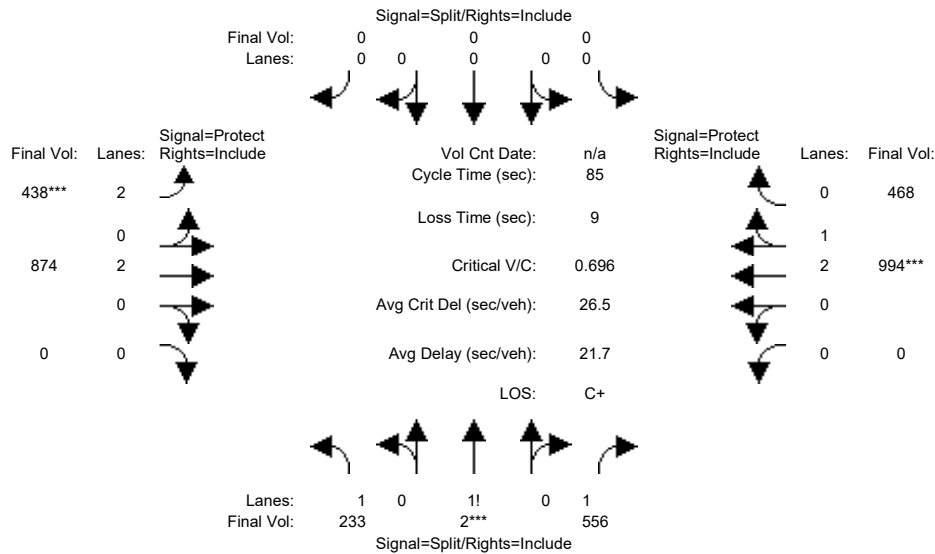 Signal=Split/Rights=Include
Final Vol: 0 0 0
Lanes: 0 0 0 0 0
Signal=Protect Signal=Protect
Final Vol: Lanes: Rights=Include Vol Cnt Date: n/a Rights=Include Lanes: Final Vol:
Cycle Time (sec): 85
438*** 2 0 468
Loss Time (sec): 9
0 1
874 2 Critical V/C: 0.696 2 994***
0 Avg Crit Del (sec/veh): 26.5 0
0 0 Avg Delay (sec/veh): 21.7 0 0
LOS: C+
Lanes: 1 0 1! 0 1
Final Vol: 233 2*** 556
Signal=Split/Rights=Include